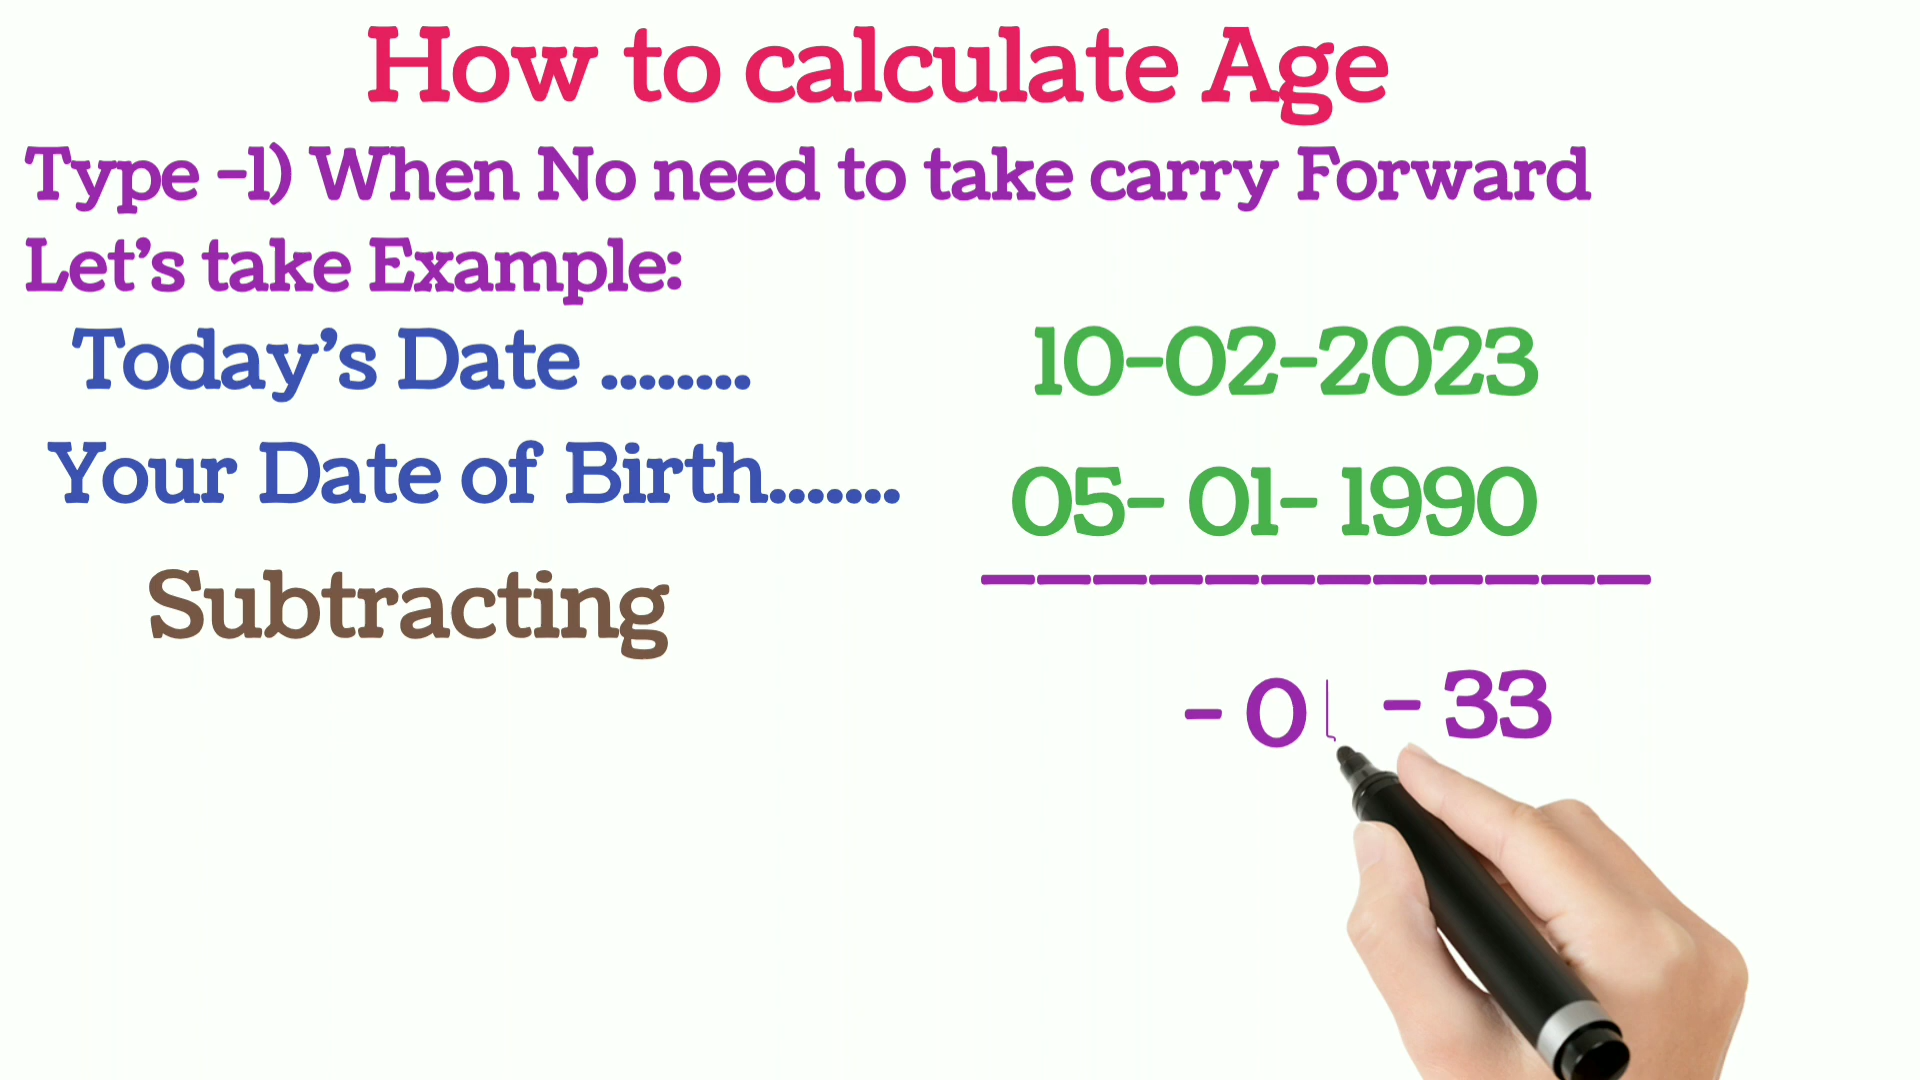 How to calculate Age
Type -1) When No need to take carry Forward
Let's take Example:
Today's Date ........ 10-02-2023
Your Date of Birth....... 05- 01- 1990
Subtracting
- 0 - 33